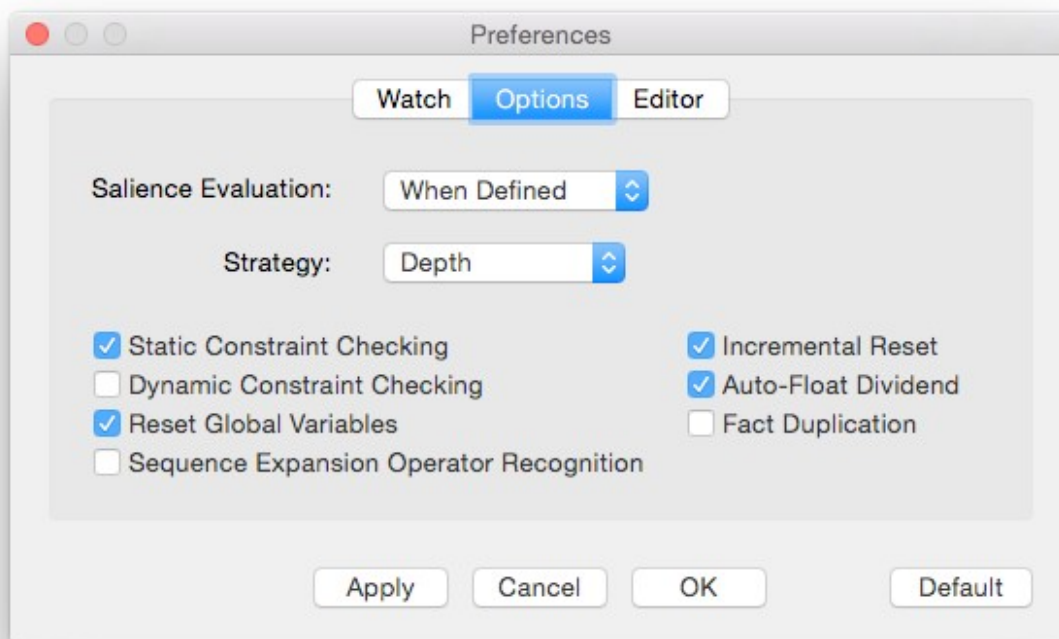 Preferences
Watch Options Editor
Salience Evaluation: When Defined
Strategy: Depth
Static Constraint Checking Incremental Reset
Dynamic Constraint Checking Auto-Float Dividend
Reset Global Variables Fact Duplication
Sequence Expansion Operator Recognition
Apply Cancel OK Default